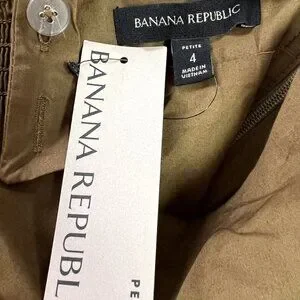 BANANA REPUBLIC
PETITE
4
MADE IN
VIETNAM
BANANA REPUBL
PE